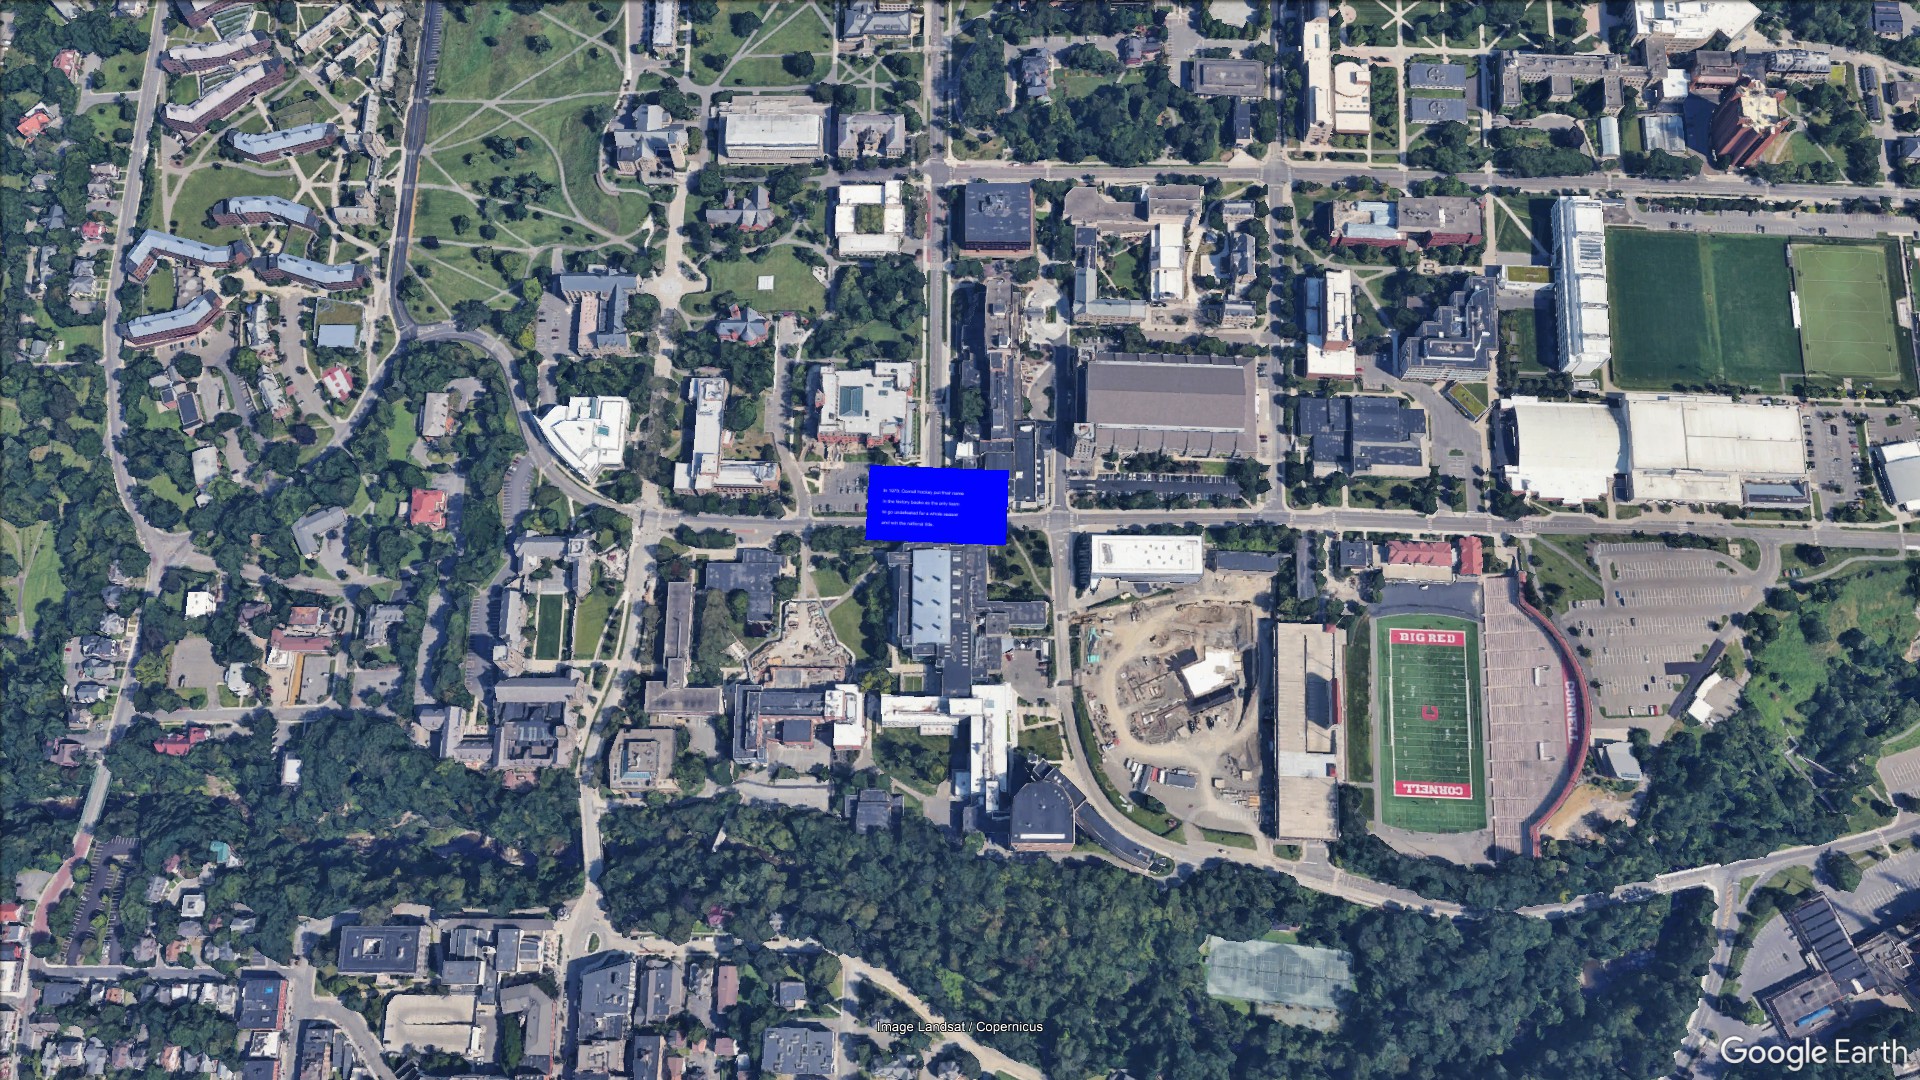 In 1970, Cornell hockey put their name
in the history books as the only team
to go undefeated for a whole season
and win the national title.
BIG RED
C
CORNELL
CORNELL
Image Landsat / Copernicus
Google Earth